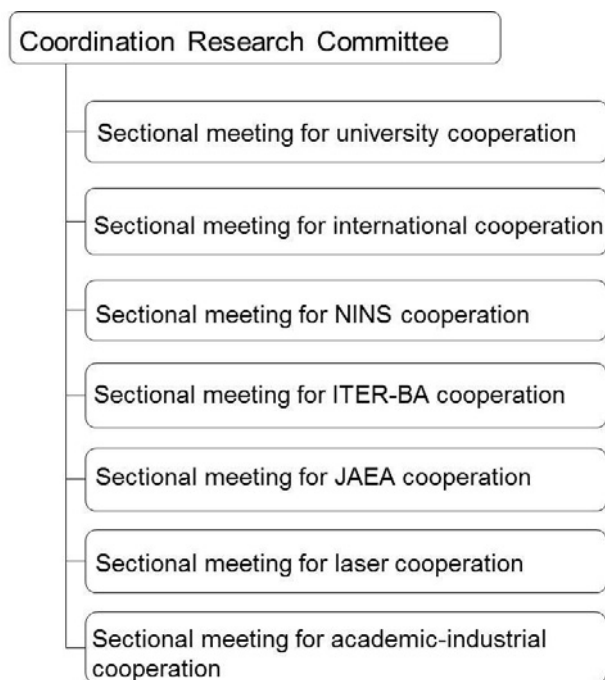 Coordination Research Committee
Sectional meeting for university cooperation
Sectional meeting for international cooperation
Sectional meeting for NINS cooperation
Sectional meeting for ITER-BA cooperation
Sectional meeting for JAEA cooperation
Sectional meeting for laser cooperation
Sectional meeting for academic-industrial
cooperation